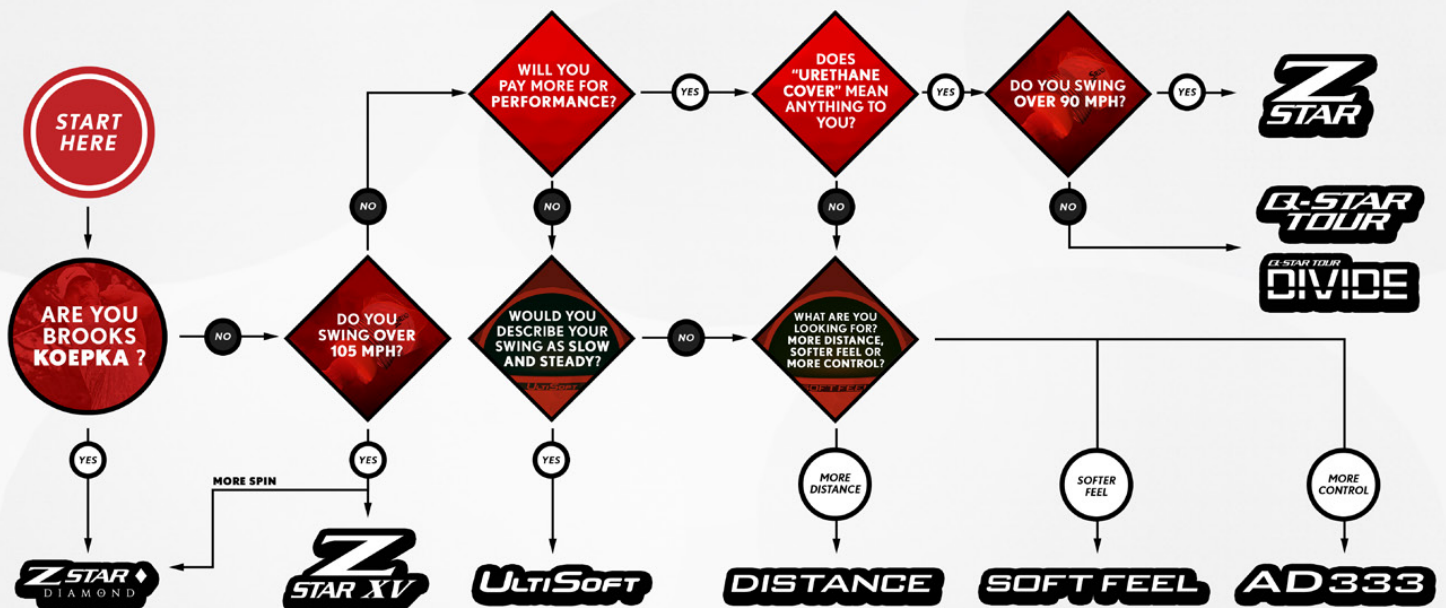 START
HERE
ARE YOU
BROOKS
KOEPKA ?
NO
YES
DO YOU
SWING OVER
105 MPH?
NO
YES
MORE SPIN
WILL YOU
PAY MORE FOR
PERFORMANCE?
YES
NO
DOES
"URETHANE
COVER" MEAN
ANYTHING TO
YOU?
YES
NO
DO YOU SWING
OVER 90 MPH?
YES
NO
Z
STAR
Q-STAR
TOUR
Q-STAR TOUR
DIVIDE
WOULD YOU
DESCRIBE YOUR
SWING AS SLOW
AND STEADY?
ULTISOFT
NO
YES
WHAT ARE YOU
LOOKING FOR?
MORE DISTANCE,
SOFTER FEEL OR
MORE CONTROL?
SOFT FEEL
MORE
DISTANCE
SOFTER
FEEL
MORE
CONTROL
Z STAR
DIAMOND
Z
STAR XV
ULTISOFT
DISTANCE
SOFT FEEL
AD333